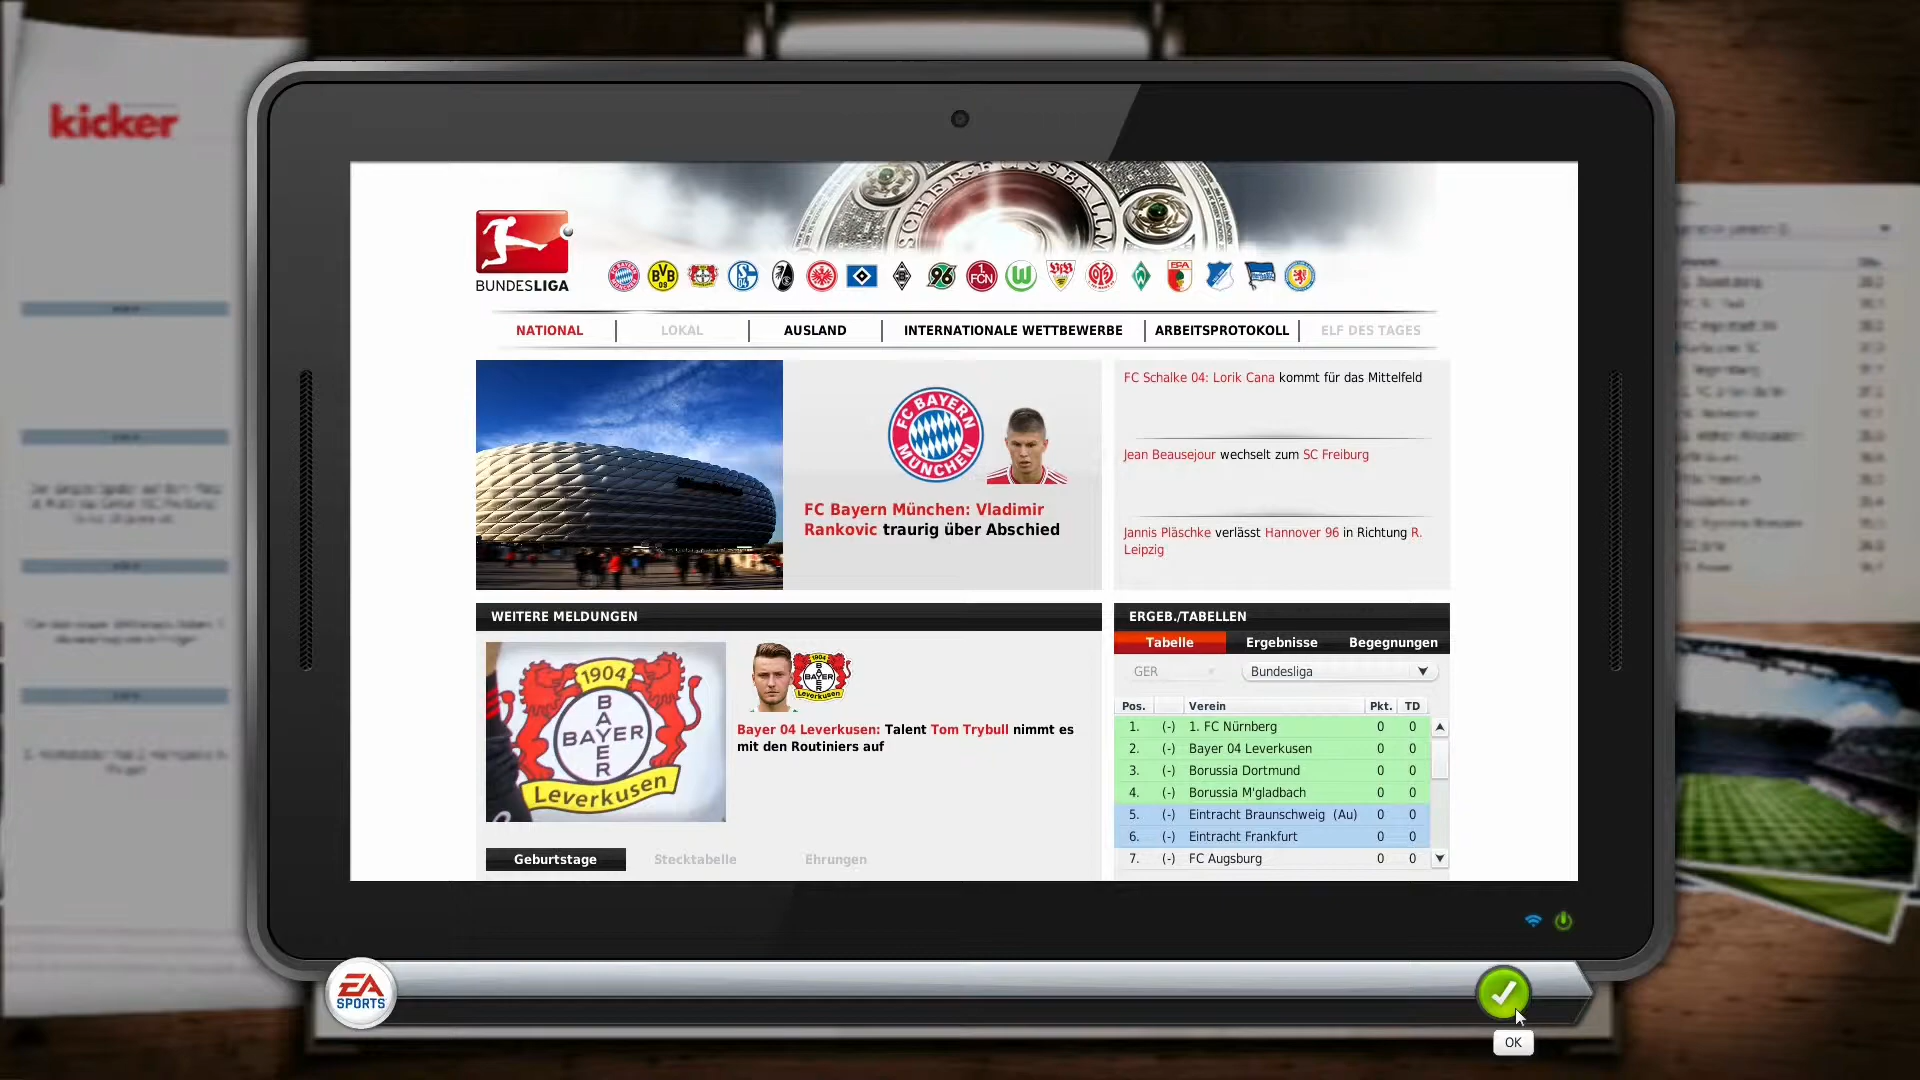 kicker
BUNDESLIGA
NATIONAL
LOKAL
AUSLAND
INTERNATIONALE WETTBEWERBE
ARBEITSPROTOKOLL
ELF DES TAGES
FC BAYERN MÜNCHEN
FC Bayern München: Vladimir
Rankovic traurig über Abschied
FC Schalke 04: Lorik Cana kommt für das Mittelfeld
Jean Beausejour wechselt zum SC Freiburg
Jannis Pläschke verlässt Hannover 96 in Richtung R.
Leipzig
WEITERE MELDUNGEN
1904
BAYER
BAYER
Leverkusen
Bayer 04 Leverkusen: Talent Tom Trybull nimmt es
mit den Routiniers auf
Geburtstage
Stecktabelle
Ehrungen
ERGEB./TABELLEN
Tabelle Ergebnisse Begegnungen
GER Bundesliga
Pos. Verein Pkt. TD
1. (-) 1. FC Nürnberg 0 0
2. (-) Bayer 04 Leverkusen 0 0
3. (-) Borussia Dortmund 0 0
4. (-) Borussia M'gladbach 0 0
5. (-) Eintracht Braunschweig (Au) 0 0
6. (-) Eintracht Frankfurt 0 0
7. (-) FC Augsburg 0 0
EA
SPORTS
OK